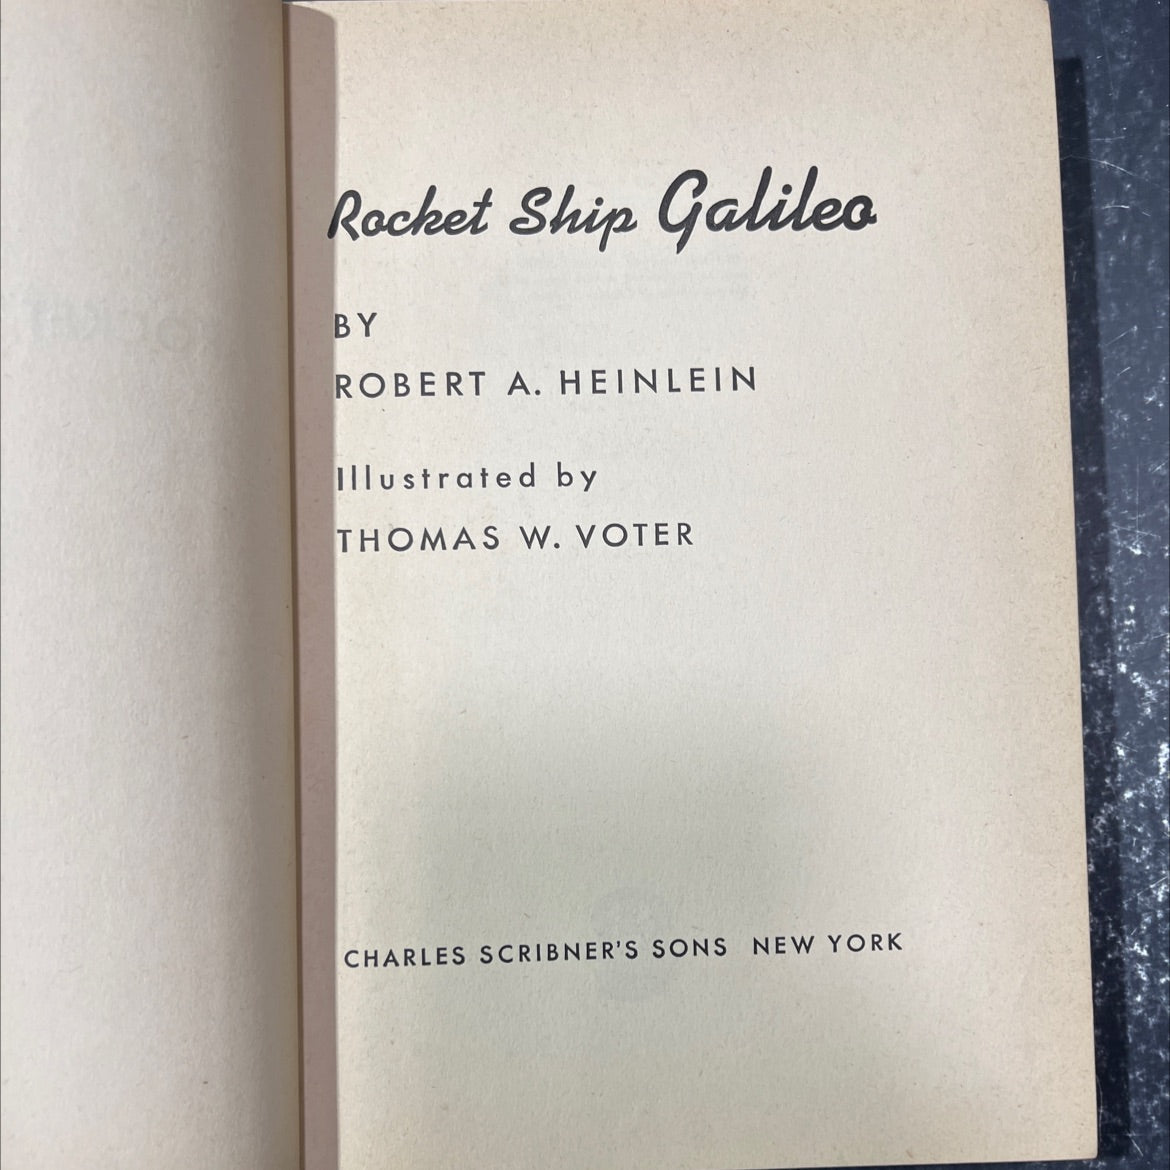 Rocket Ship Galileo
BY
ROBERT A. HEINLEIN
Illustrated by
THOMAS W. VOTER
CHARLES SCRIBNER'S SONS NEW YORK